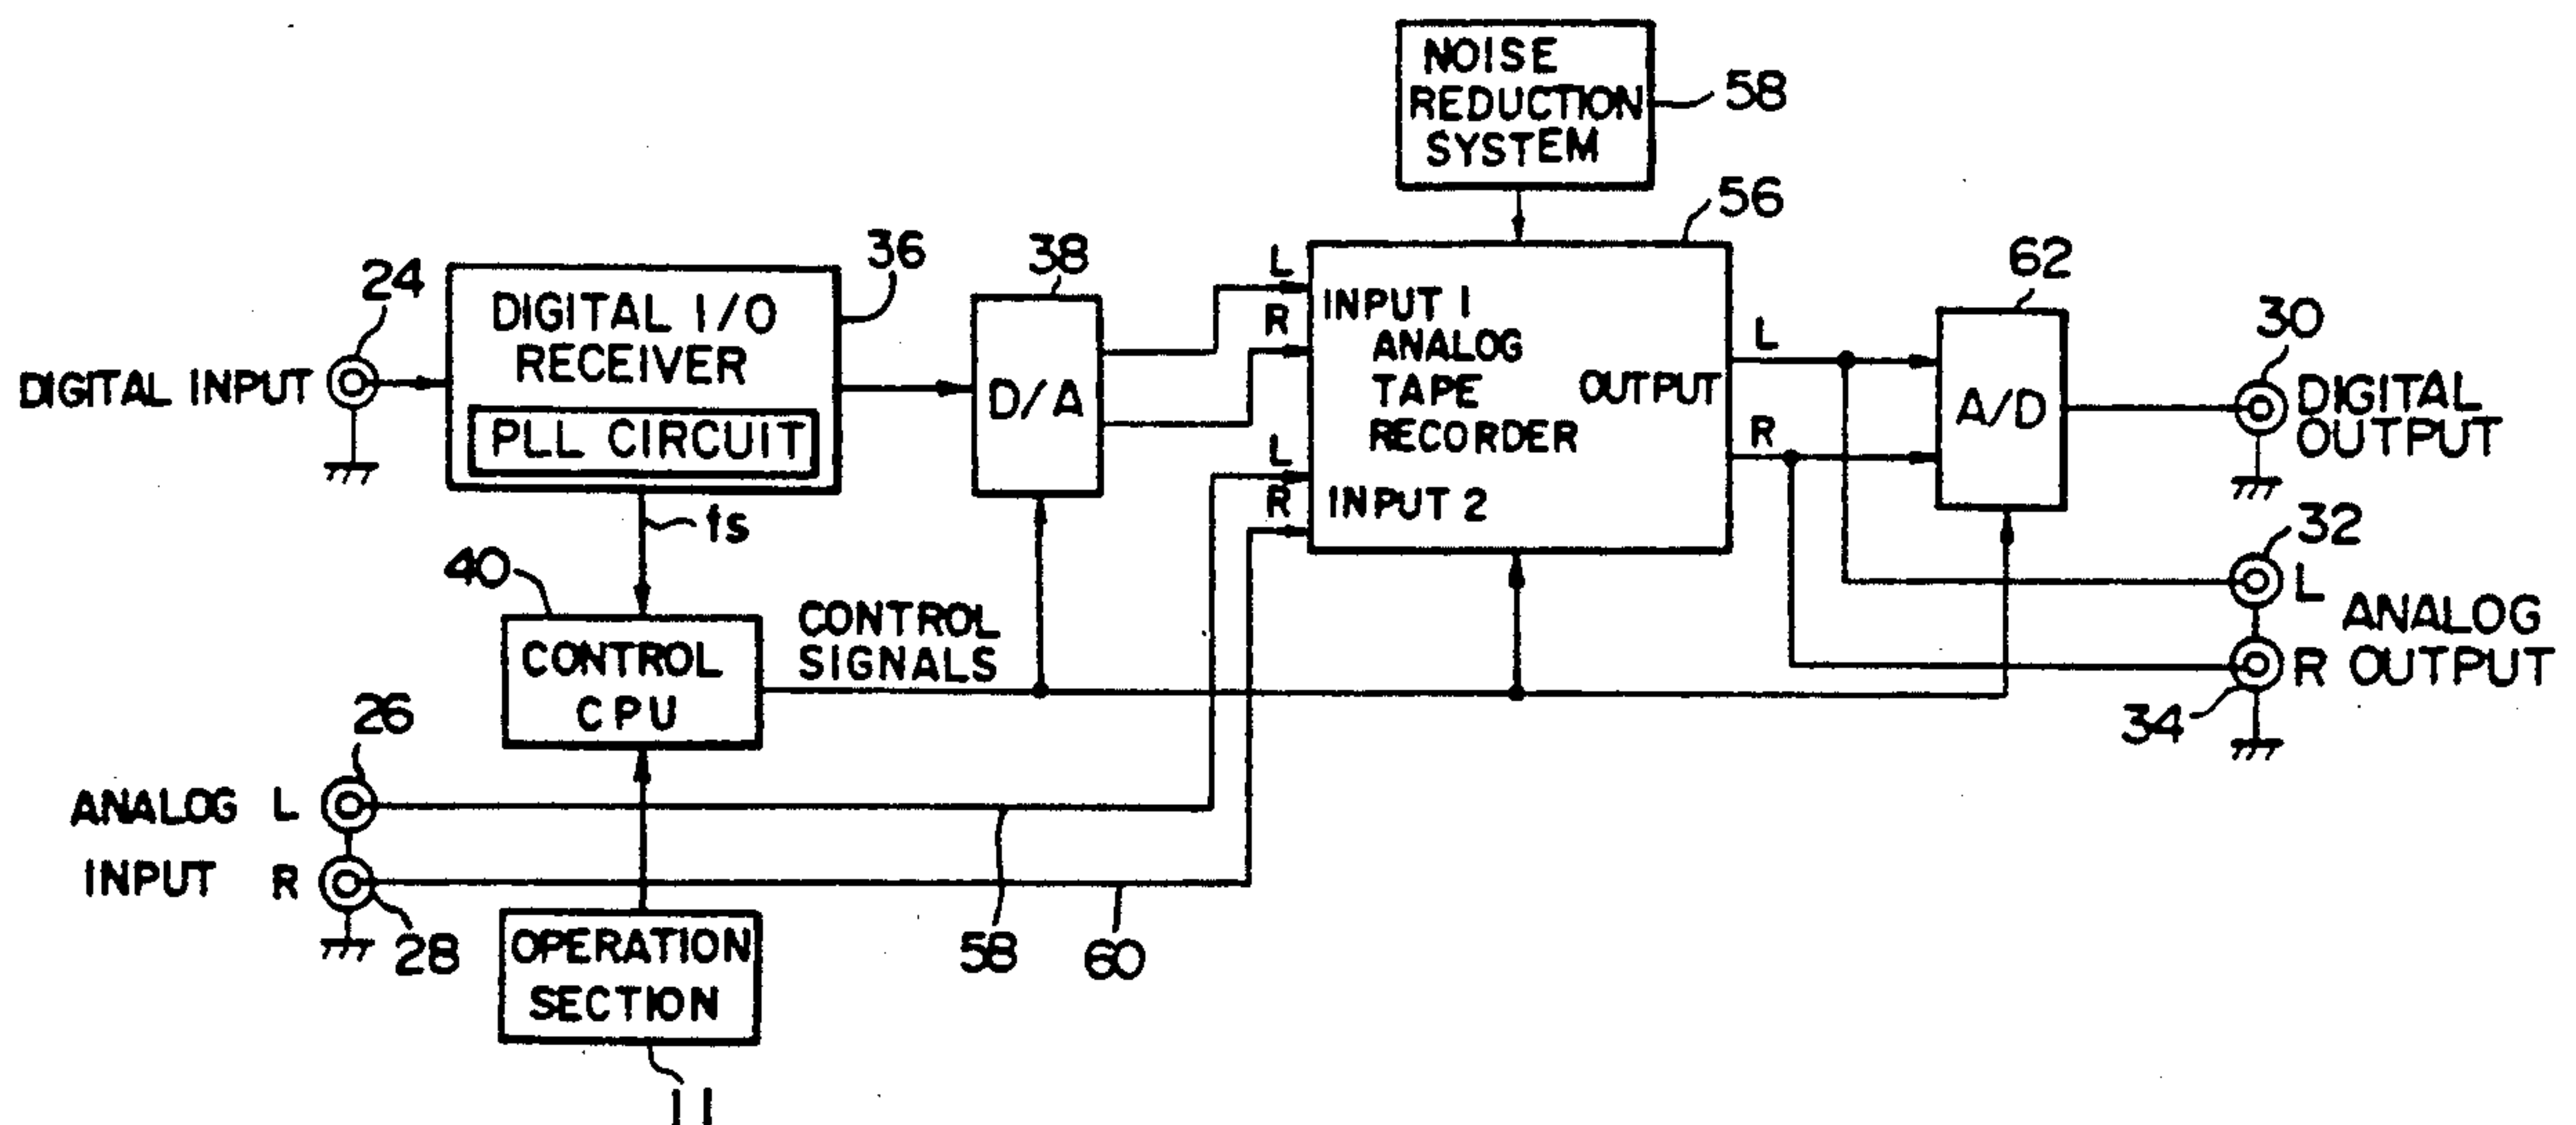 NOISE
REDUCTION
SYSTEM
58
56
36
38
62
24
30
DIGITAL I/O
RECEIVER
PLL CIRCUIT
DIGITAL INPUT
D/A
L
R
L
R
INPUT 1
ANALOG
TAPE
RECORDER
INPUT 2
OUTPUT
L
R
A/D
DIGITAL
OUTPUT
fs
32
40
CONTROL
CPU
CONTROL
SIGNALS
L
R
ANALOG
OUTPUT
34
26
ANALOG L
INPUT R
28
OPERATION
SECTION
58
60
11